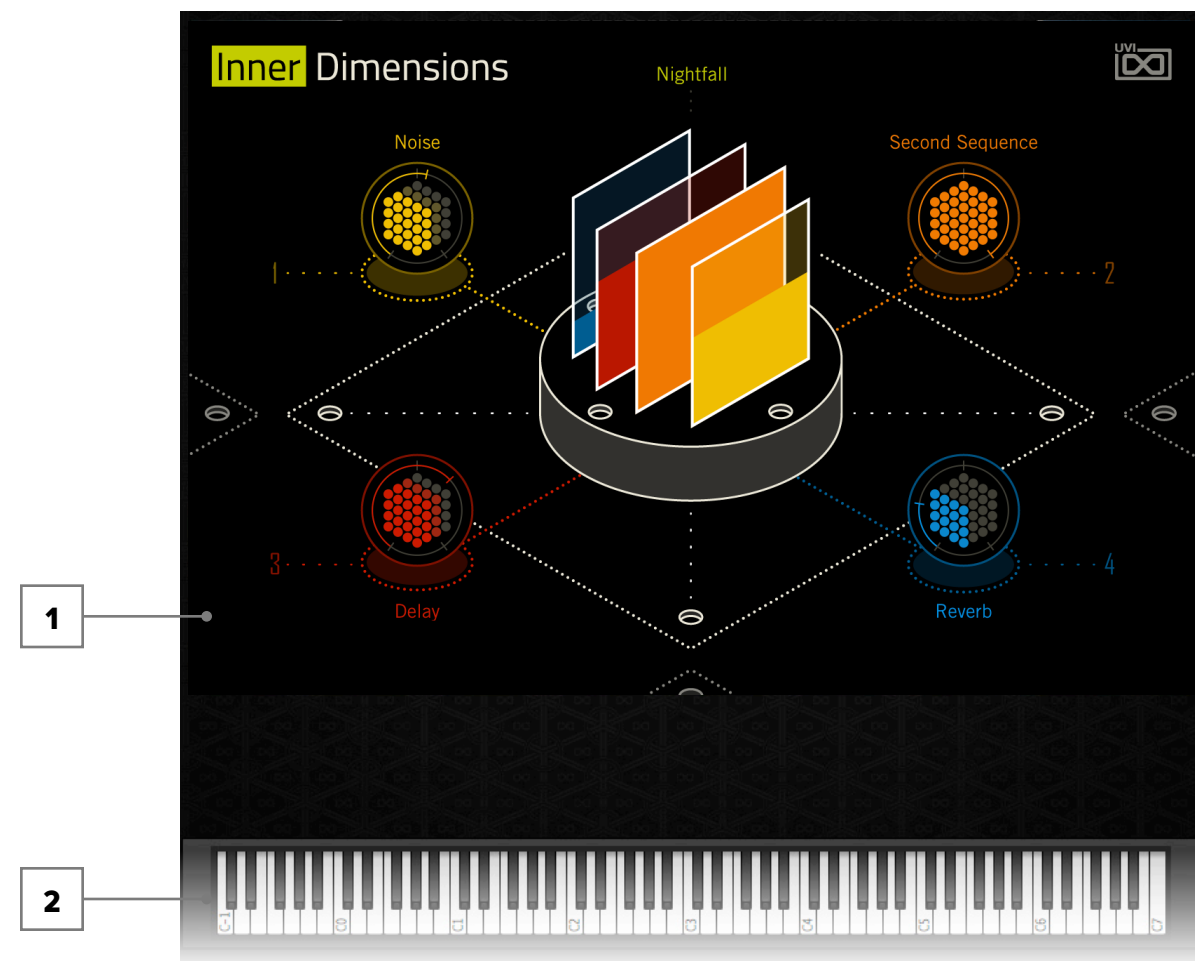 Inner Dimensions
UVI
Nightfall
Noise
Second Sequence
1
2
3
4
Delay
Reverb
1
2
C-1
C0
C1
C2
C3
C4
C5
C6
C7